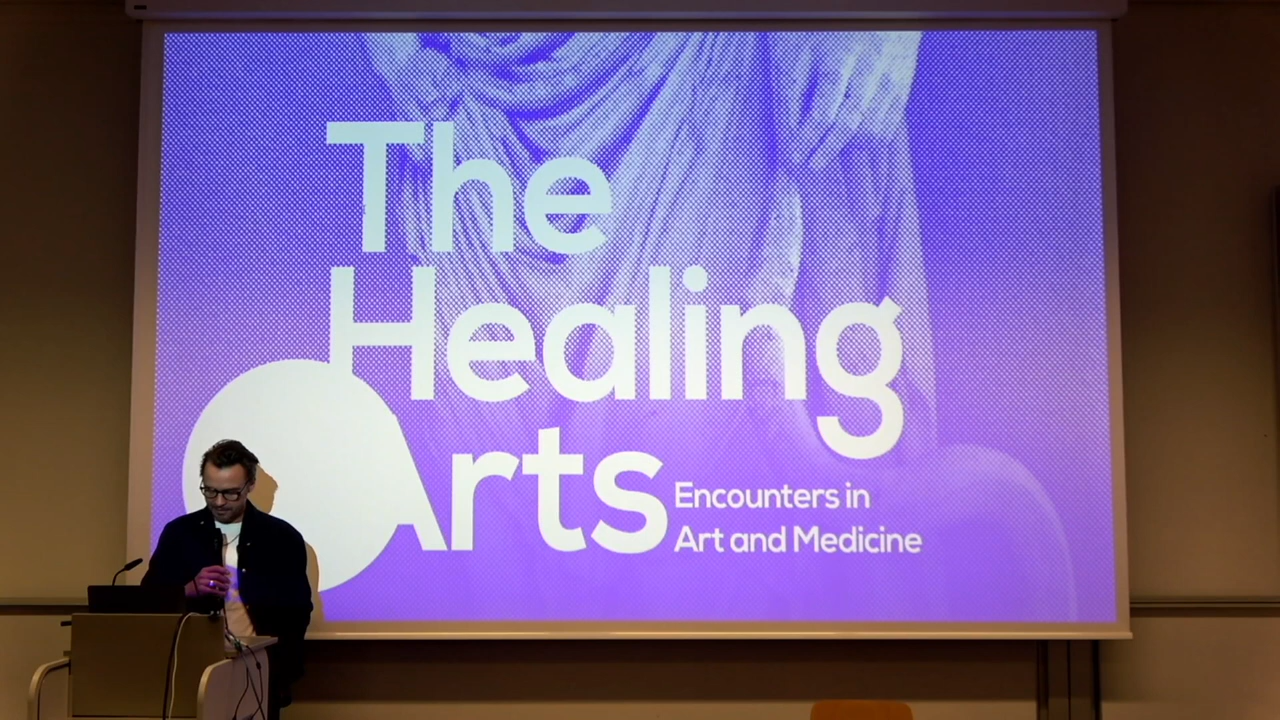 The
Healing
Arts
Encounters in
Art and Medicine